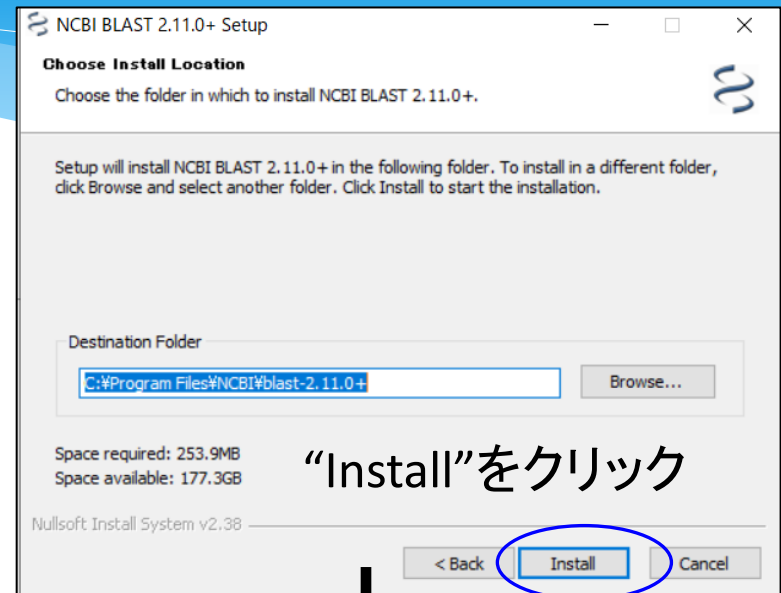 NCBI BLAST 2.11.0+ Setup
Choose Install Location
Choose the folder in which to install NCBI BLAST 2.11.0+.
Setup will install NCBI BLAST 2.11.0+ in the following folder. To install in a different folder,
click Browse and select another folder. Click Install to start the installation.
Destination Folder
C:¥Program Files¥NCBI¥blast-2.11.0+
Browse...
Space required: 253.9MB
Space available: 177.3GB
“Install”をクリック
Nullsoft Install System v2.38
< Back
Install
Cancel